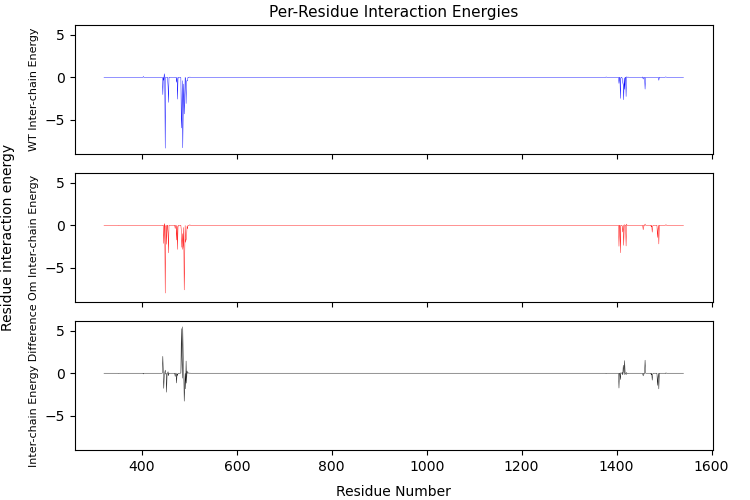 Per-Residue Interaction Energies
Residue interaction energy
WT Inter-chain Energy
5
0
−5
Om Inter-chain Energy
5
0
−5
Inter-chain Energy Difference
5
0
−5
400
600
800
1000
1200
1400
1600
Residue Number